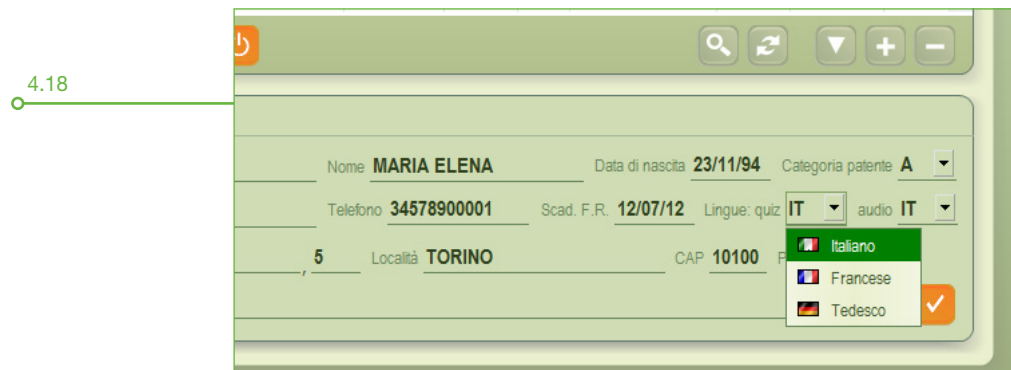 4.18
Nome MARIA ELENA Data di nascita 23/11/94 Categoria patente A
Telefono 34578900001 Scad. F.R. 12/07/12 Lingue: quiz IT audio IT
, 5 Località TORINO CAP 10100 P
Italiano
Francese
Tedesco